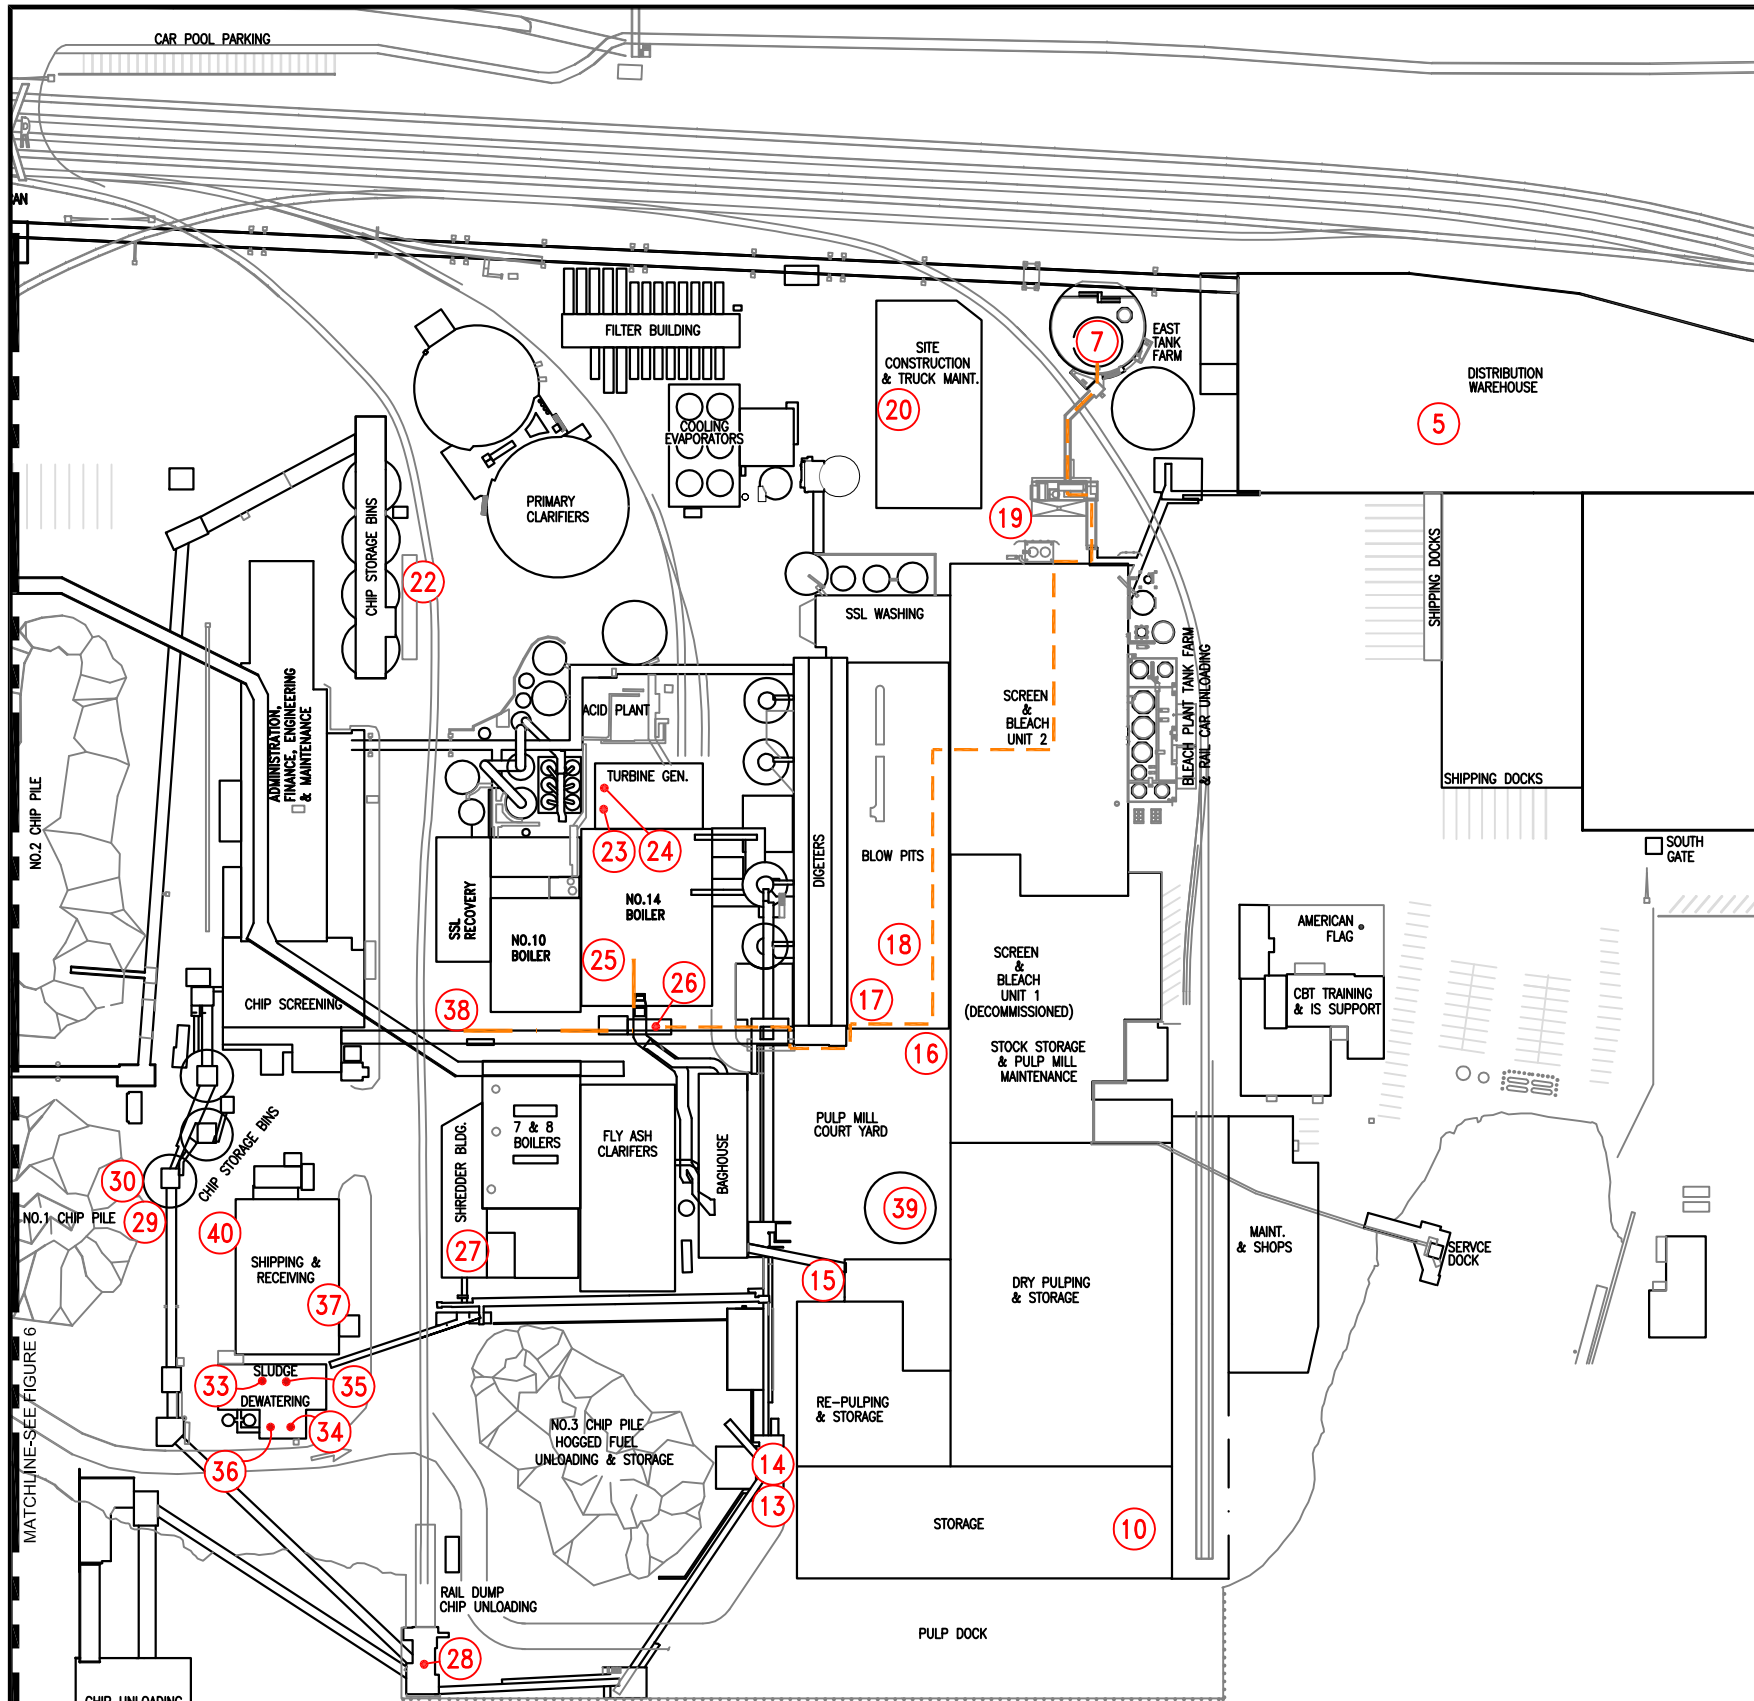 CAR POOL PARKING
RAN
FILTER BUILDING
SITE
CONSTRUCTION
& TRUCK MAINT.
20
7
EAST
TANK
FARM
DISTRIBUTION
WAREHOUSE
5
COOLING
EVAPORATORS
PRIMARY
CLARIFIERS
CHIP STORAGE BINS
22
19
SHIPPING DOCKS
SSL WASHING
ADMINISTRATION,
FINANCE, ENGINEERING
& MAINTENANCE
ACID PLANT
SCREEN
&
BLEACH
UNIT 2
BLEACH PLANT TANK FARM
& RAIL CAR UNLOADING
SHIPPING DOCKS
NO.2 CHIP PILE
TURBINE GEN.
23
24
DIGETERS
BLOW PITS
SOUTH
GATE
SSL
RECOVERY
NO.10
BOILER
NO.14
BOILER
25
26
18
17
16
38
SCREEN
&
BLEACH
UNIT 1
(DECOMMISSIONED)
STOCK STORAGE
& PULP MILL
MAINTENANCE
AMERICAN
FLAG
CBT TRAINING
& IS SUPPORT
CHIP SCREENING
CHIP STORAGE BINS
30
29
NO.1 CHIP PILE
40
SHIPPING &
RECEIVING
37
SHREDDER BLDG.
27
7 & 8
BOILERS
FLY ASH
CLARIFERS
BAGHOUSE
PULP MILL
COURT YARD
39
15
DRY PULPING
& STORAGE
MAINT.
& SHOPS
SERVCE
DOCK
MATCHLINE-SEE FIGURE 6
33
SLUDGE
35
DEWATERING
34
36
NO.3 CHIP PILE
HOGGED FUEL
UNLOADING & STORAGE
14
13
RE-PULPING
& STORAGE
STORAGE
10
RAIL DUMP
CHIP UNLOADING
28
PULP DOCK
CHIP UNLOADING